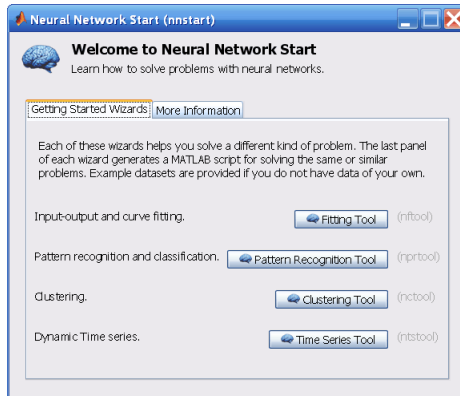 Neural Network Start (nnstart)
Welcome to Neural Network Start
Learn how to solve problems with neural networks.
Getting Started Wizards More Information
Each of these wizards helps you solve a different kind of problem. The last panel
of each wizard generates a MATLAB script for solving the same or similar
problems. Example datasets are provided if you do not have data of your own.
Input-output and curve fitting. Fitting Tool (nftool)
Pattern recognition and classification. Pattern Recognition Tool (nprtool)
Clustering. Clustering Tool (nctool)
Dynamic Time series. Time Series Tool (ntstool)